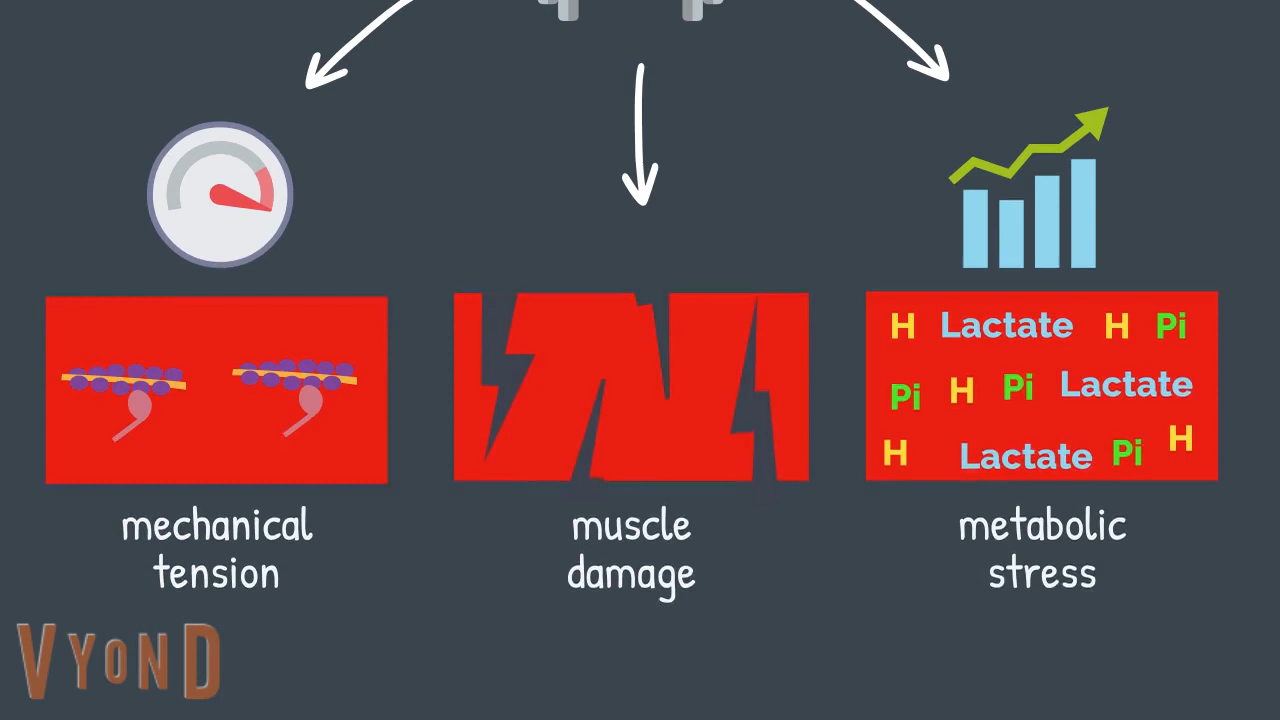 H Lactate H Pi
Pi H Pi Lactate
H Lactate Pi H
mechanical
tension
muscle
damage
metabolic
stress
VYOND